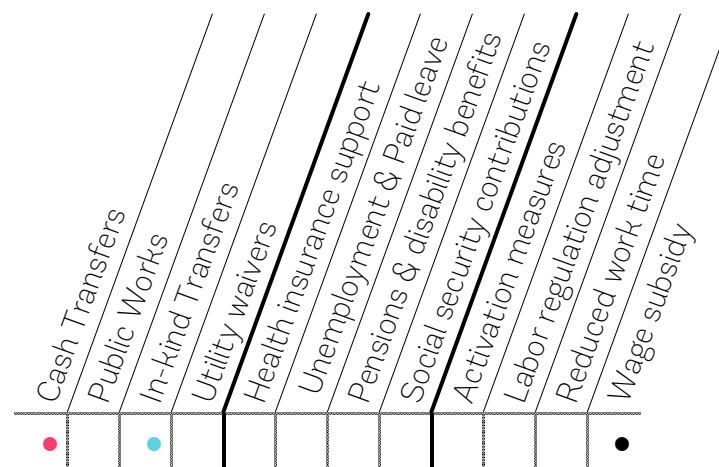 Cash Transfers
Public Works
In-kind Transfers
Utility waivers
Health insurance support
Unemployment & Paid leave
Pensions & disability benefits
Social security contributions
Activation measures
Labor regulation adjustment
Reduced work time
Wage subsidy